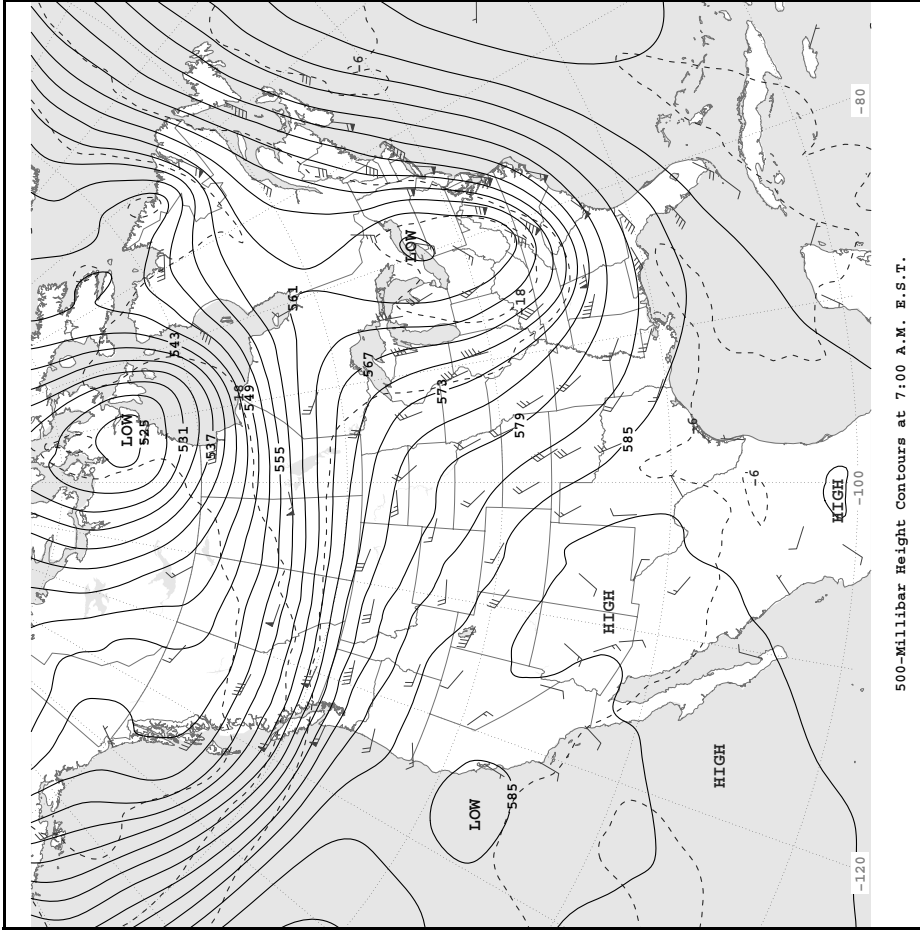 LOW
525
543
531
537
-18
549
555
561
-6
567
LOW
573
LOW
585
579
-18
HIGH
585
-6
HIGH
-6
HIGH
-120 -100 -80
500-Millibar Height Contours at 7:00 A.M. E.S.T.